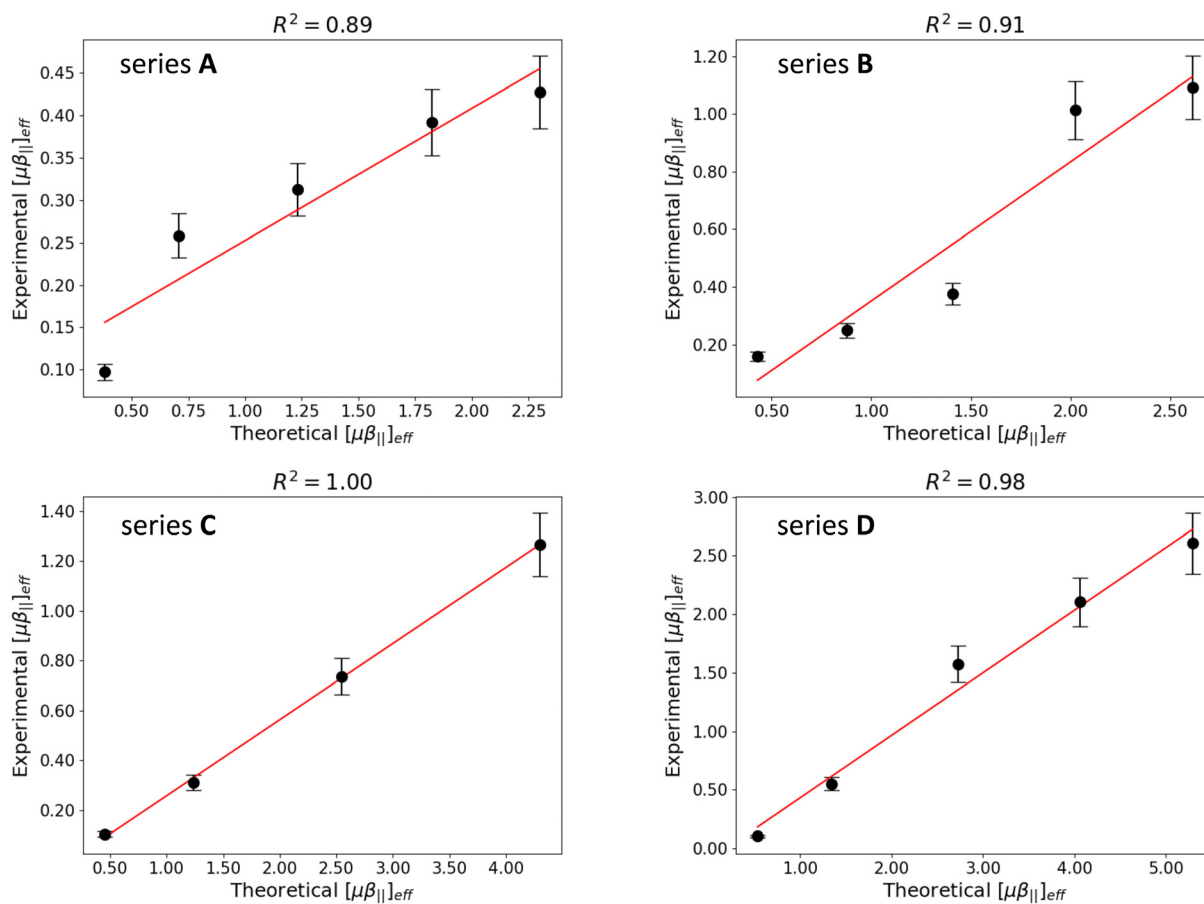 R² = 0.89
series A
Experimental [μβ||]eff
0.45
0.40
0.35
0.30
0.25
0.20
0.15
0.10
0.50 0.75 1.00 1.25 1.50 1.75 2.00 2.25
Theoretical [μβ||]eff
R² = 0.91
series B
Experimental [μβ||]eff
1.20
1.00
0.80
0.60
0.40
0.20
0.50 1.00 1.50 2.00 2.50
Theoretical [μβ||]eff
R² = 1.00
series C
Experimental [μβ||]eff
1.40
1.20
1.00
0.80
0.60
0.40
0.20
0.50 1.00 1.50 2.00 2.50 3.00 3.50 4.00
Theoretical [μβ||]eff
R² = 0.98
series D
Experimental [μβ||]eff
3.00
2.50
2.00
1.50
1.00
0.50
0.00
1.00 2.00 3.00 4.00 5.00
Theoretical [μβ||]eff